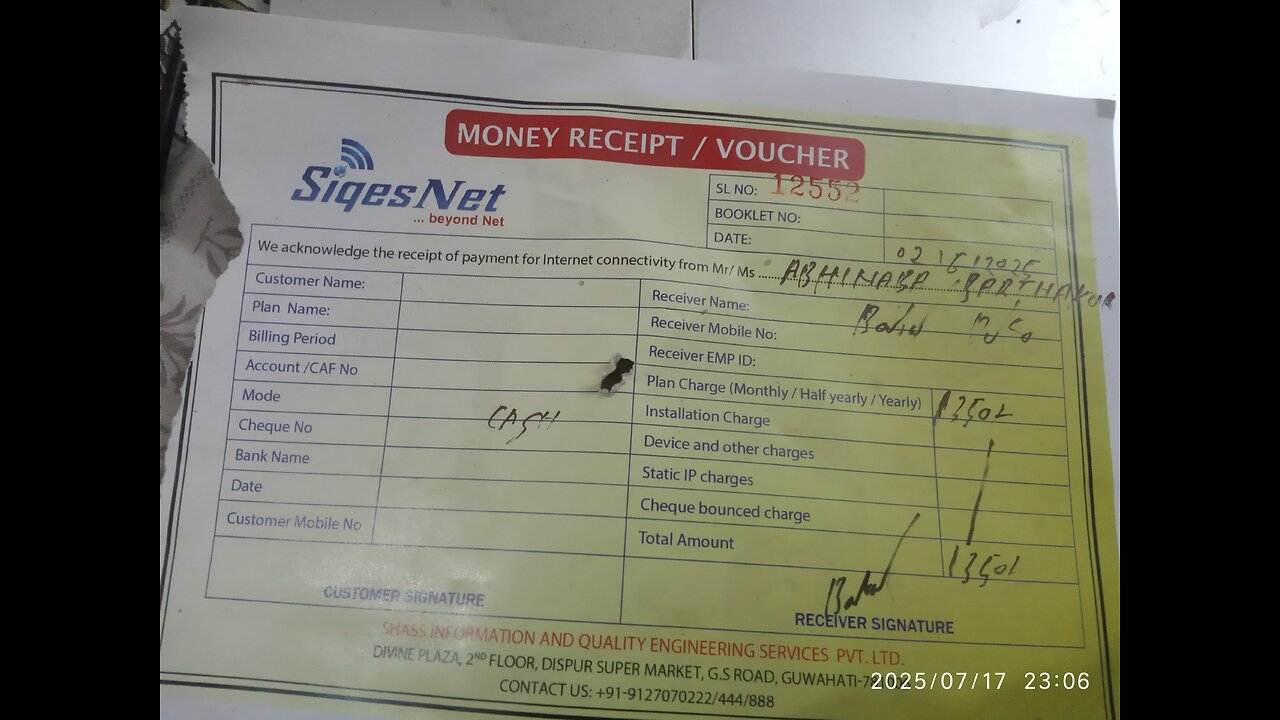 MONEY RECEIPT / VOUCHER
SiqesNet
... beyond Net
SL NO: 12552
BOOKLET NO:
DATE:
We acknowledge the receipt of payment for Internet connectivity from Mr/ Ms ..... ABHINABA BARTHAKUR
Customer Name:
Plan Name:
Billing Period
Account /CAF No
Mode CASH
Cheque No
Bank Name
Date
Customer Mobile No
Receiver Name:
Receiver Mobile No:
Receiver EMP ID:
Plan Charge (Monthly / Half yearly / Yearly)
Installation Charge
Device and other charges
Static IP charges
Cheque bounced charge
Total Amount
CUSTOMER SIGNATURE
RECEIVER SIGNATURE
SHASS INFORMATION AND QUALITY ENGINEERING SERVICES PVT. LTD.
DIVINE PLAZA, 2ND FLOOR, DISPUR SUPER MARKET, G.S ROAD, GUWAHATI-
CONTACT US: +91-9127070222/444/888
2025/07/17 23:06